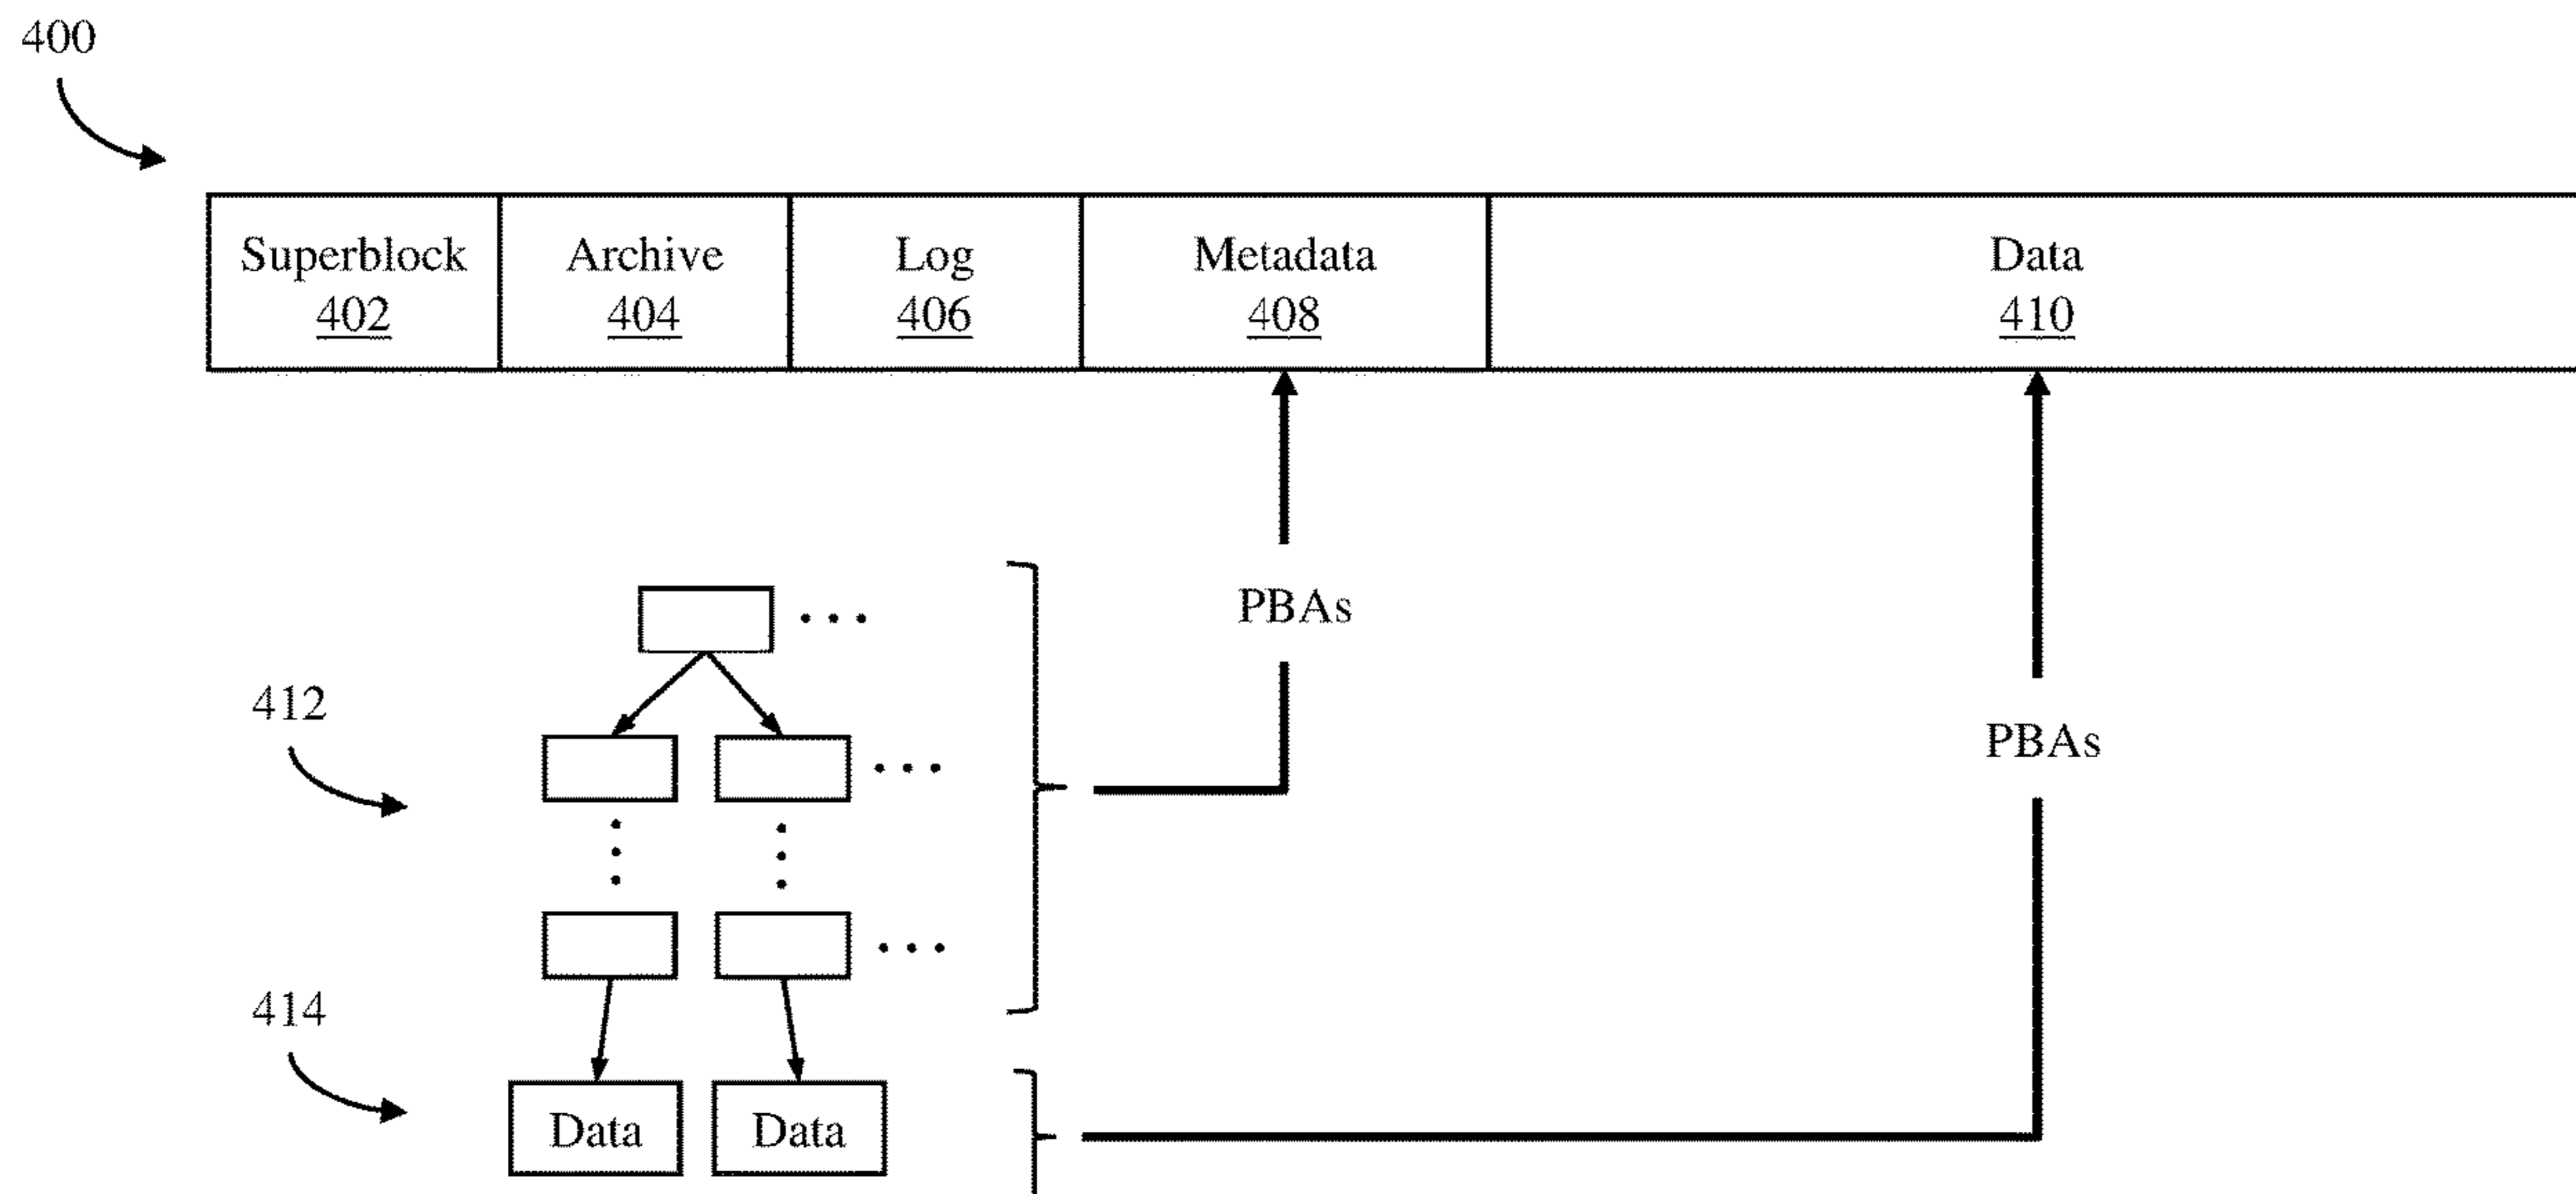 400
Superblock
402
Archive
404
Log
406
Metadata
408
Data
410
PBAs
412
PBAs
414
Data
Data